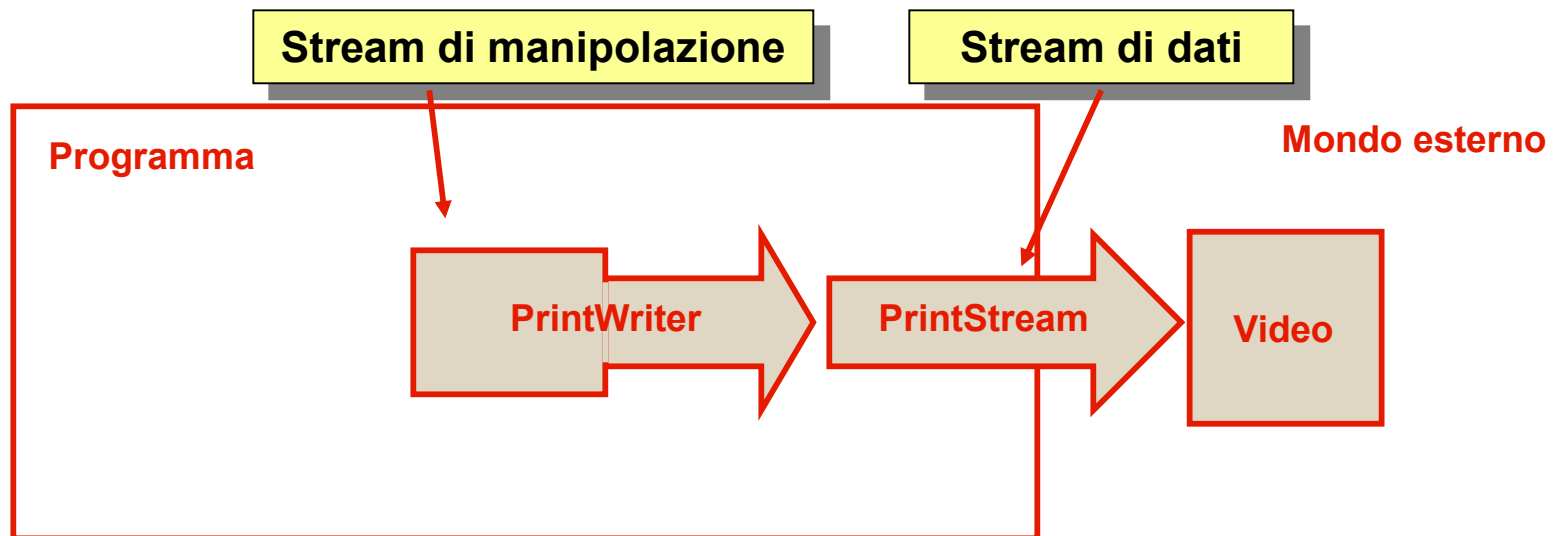 Stream di manipolazione
Stream di dati
Programma
Mondo esterno
PrintWriter
PrintStream
Video